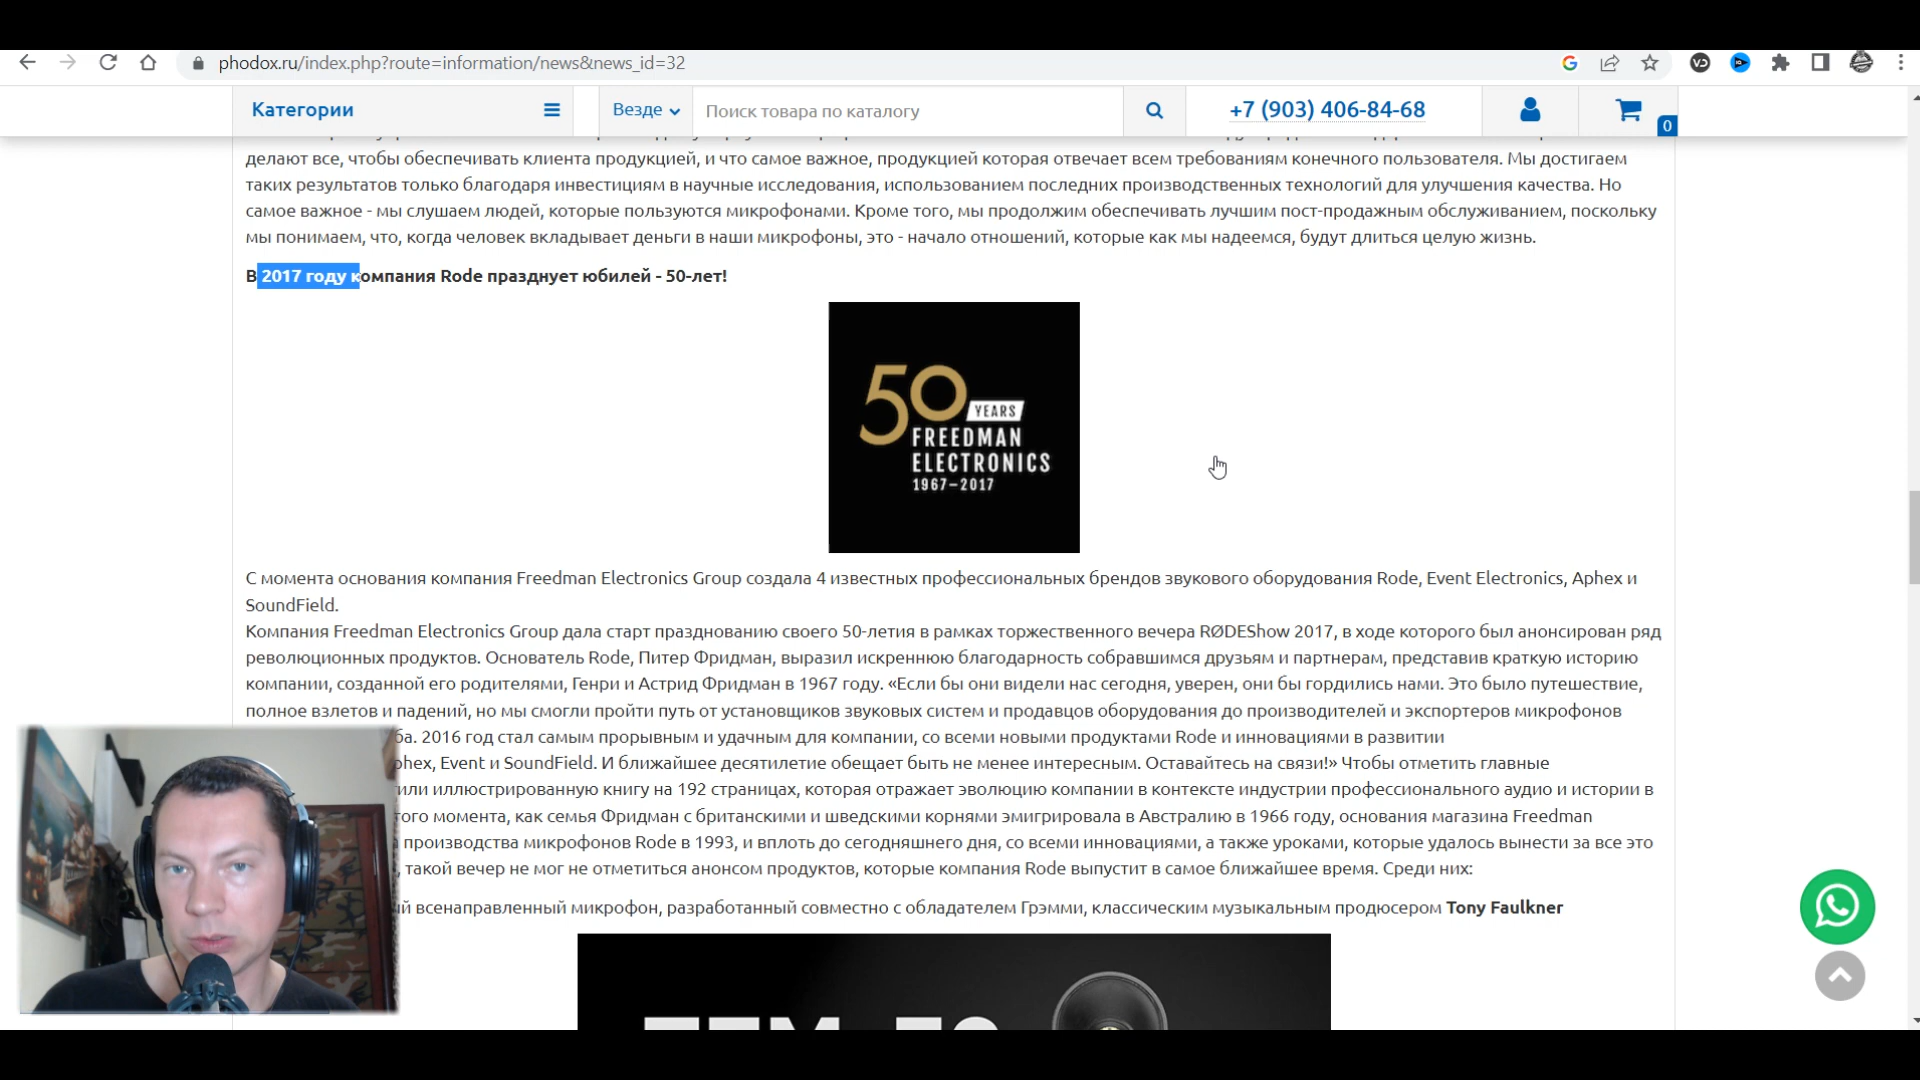 phodox.ru/index.php?route=information/news&news_id=32
Категории
Везде
Поиск товара по каталогу
+7 (903) 406-84-68
0
делают все, чтобы обеспечивать клиента продукцией, и что самое важное, продукцией которая отвечает всем требованиям конечного пользователя. Мы достигаем
таких результатов только благодаря инвестициям в научные исследования, использованием последних производственных технологий для улучшения качества. Но
самое важное - мы слушаем людей, которые пользуются микрофонами. Кроме того, мы продолжим обеспечивать лучшим пост-продажным обслуживанием, поскольку
мы понимаем, что, когда человек вкладывает деньги в наши микрофоны, это - начало отношений, которые как мы надеемся, будут длиться целую жизнь.
В 2017 году компания Rode празднует юбилей - 50-лет!
50
YEARS
FREEDMAN
ELECTRONICS
1967–2017
С момента основания компания Freedman Electronics Group создала 4 известных профессиональных брендов звукового оборудования Rode, Event Electronics, Aphex и
SoundField.
Компания Freedman Electronics Group дала старт празднованию своего 50-летия в рамках торжественного вечера RØDEShow 2017, в ходе которого был анонсирован ряд
революционных продуктов. Основатель Rode, Питер Фридман, выразил искреннюю благодарность собравшимся друзьям и партнерам, представив краткую историю
компании, созданной его родителями, Генри и Астрид Фридман в 1967 году. «Если бы они видели нас сегодня, уверен, они бы гордились нами. Это было путешествие,
полное взлетов и падений, но мы смогли пройти путь от установщиков звуковых систем и продавцов оборудования до производителей и экспортеров микрофонов
ба. 2016 год стал самым прорывным и удачным для компании, со всеми новыми продуктами Rode и инновациями в развитии
phex, Event и SoundField. И ближайшее десятилетие обещает быть не менее интересным. Оставайтесь на связи!» Чтобы отметить главные
тили иллюстрированную книгу на 192 страницах, которая отражает эволюцию компании в контексте индустрии профессионального аудио и истории в
того момента, как семья Фридман с британскими и шведскими корнями эмигрировала в Австралию в 1966 году, основания магазина Freedman
производства микрофонов Rode в 1993, и вплоть до сегодняшнего дня, со всеми инновациями, а также уроками, которые удалось вынести за все это
, такой вечер не мог не отметиться анонсом продуктов, которые компания Rode выпустит в самое ближайшее время. Среди них:
ый всенаправленный микрофон, разработанный совместно с обладателем Грэмми, классическим музыкальным продюсером Tony Faulkner